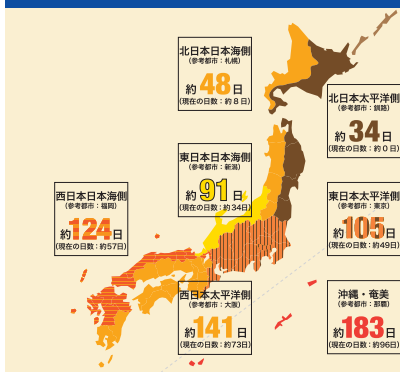 北日本日本海側
(参考都市:札幌)
約48日
(現在の日数:約8日)
北日本太平洋側
(参考都市:釧路)
約34日
(現在の日数:約0日)
東日本日本海側
(参考都市:新潟)
約91日
(現在の日数:約34日)
西日本日本海側
(参考都市:福岡)
約124日
(現在の日数:約57日)
東日本太平洋側
(参考都市:東京)
約105日
(現在の日数:約49日)
西日本太平洋側
(参考都市:大阪)
約141日
(現在の日数:約73日)
沖縄・奄美
(参考都市:那覇)
約183日
(現在の日数:約96日)